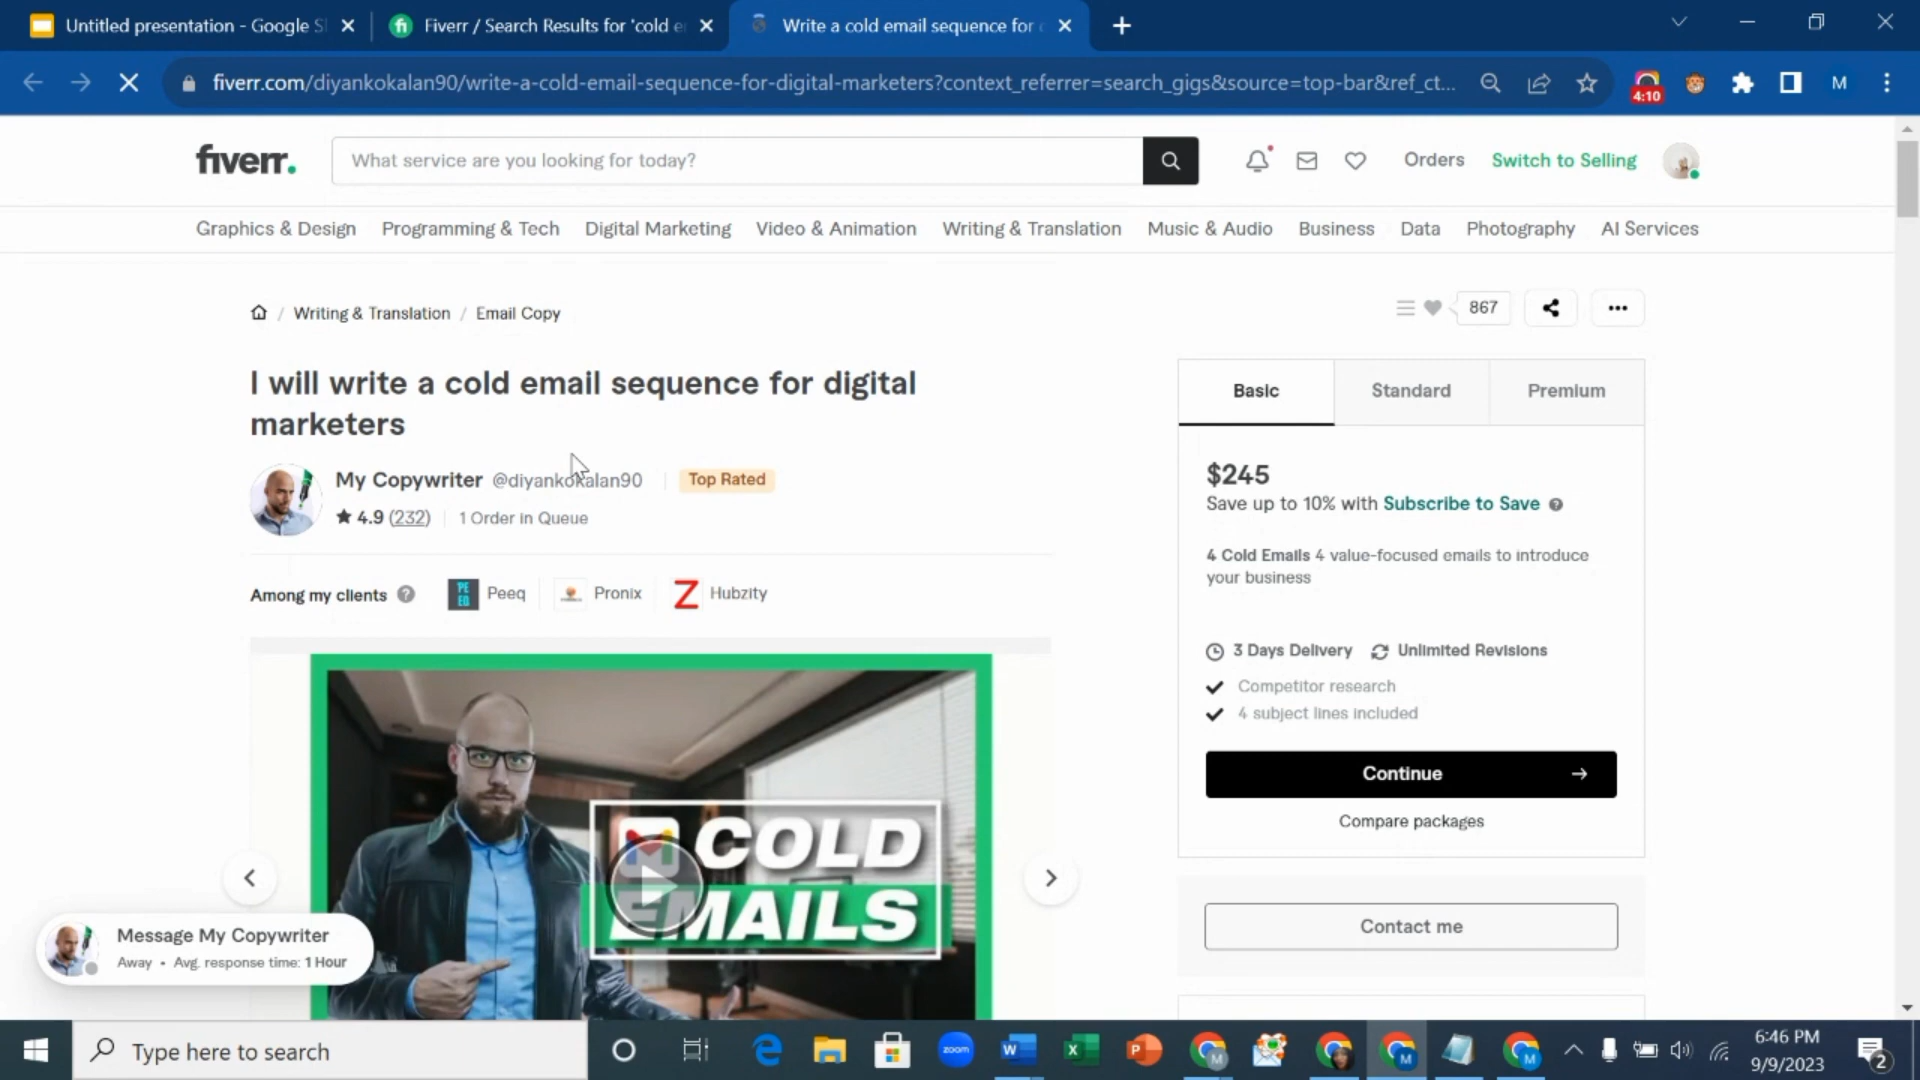 Untitled presentation - Google Sl
Fiverr / Search Results for 'cold e
Write a cold email sequence for
fiverr.com/diyankokalan90/write-a-cold-email-sequence-for-digital-marketers?context_referrer=search_gigs&source=top-bar&ref_ct...
4:10
M
fiverr.
What service are you looking for today?
Orders
Switch to Selling
Graphics & Design
Programming & Tech
Digital Marketing
Video & Animation
Writing & Translation
Music & Audio
Business
Data
Photography
AI Services
/ Writing & Translation / Email Copy
867
I will write a cold email sequence for digital
marketers
My Copywriter @diyankokalan90 | Top Rated
4.9 (232) | 1 Order in Queue
Among my clients
PE
EQ
Peeq
Pronix
Z Hubzity
COLD
EMAILS
Message My Copywriter
Away • Avg. response time: 1 Hour
Basic
Standard
Premium
$245
Save up to 10% with Subscribe to Save
4 Cold Emails 4 value-focused emails to introduce
your business
3 Days Delivery
Unlimited Revisions
Competitor research
4 subject lines included
Continue
Compare packages
Contact me
Type here to search
zoom
W
X
P
M
M
M
6:46 PM
9/9/2023
2